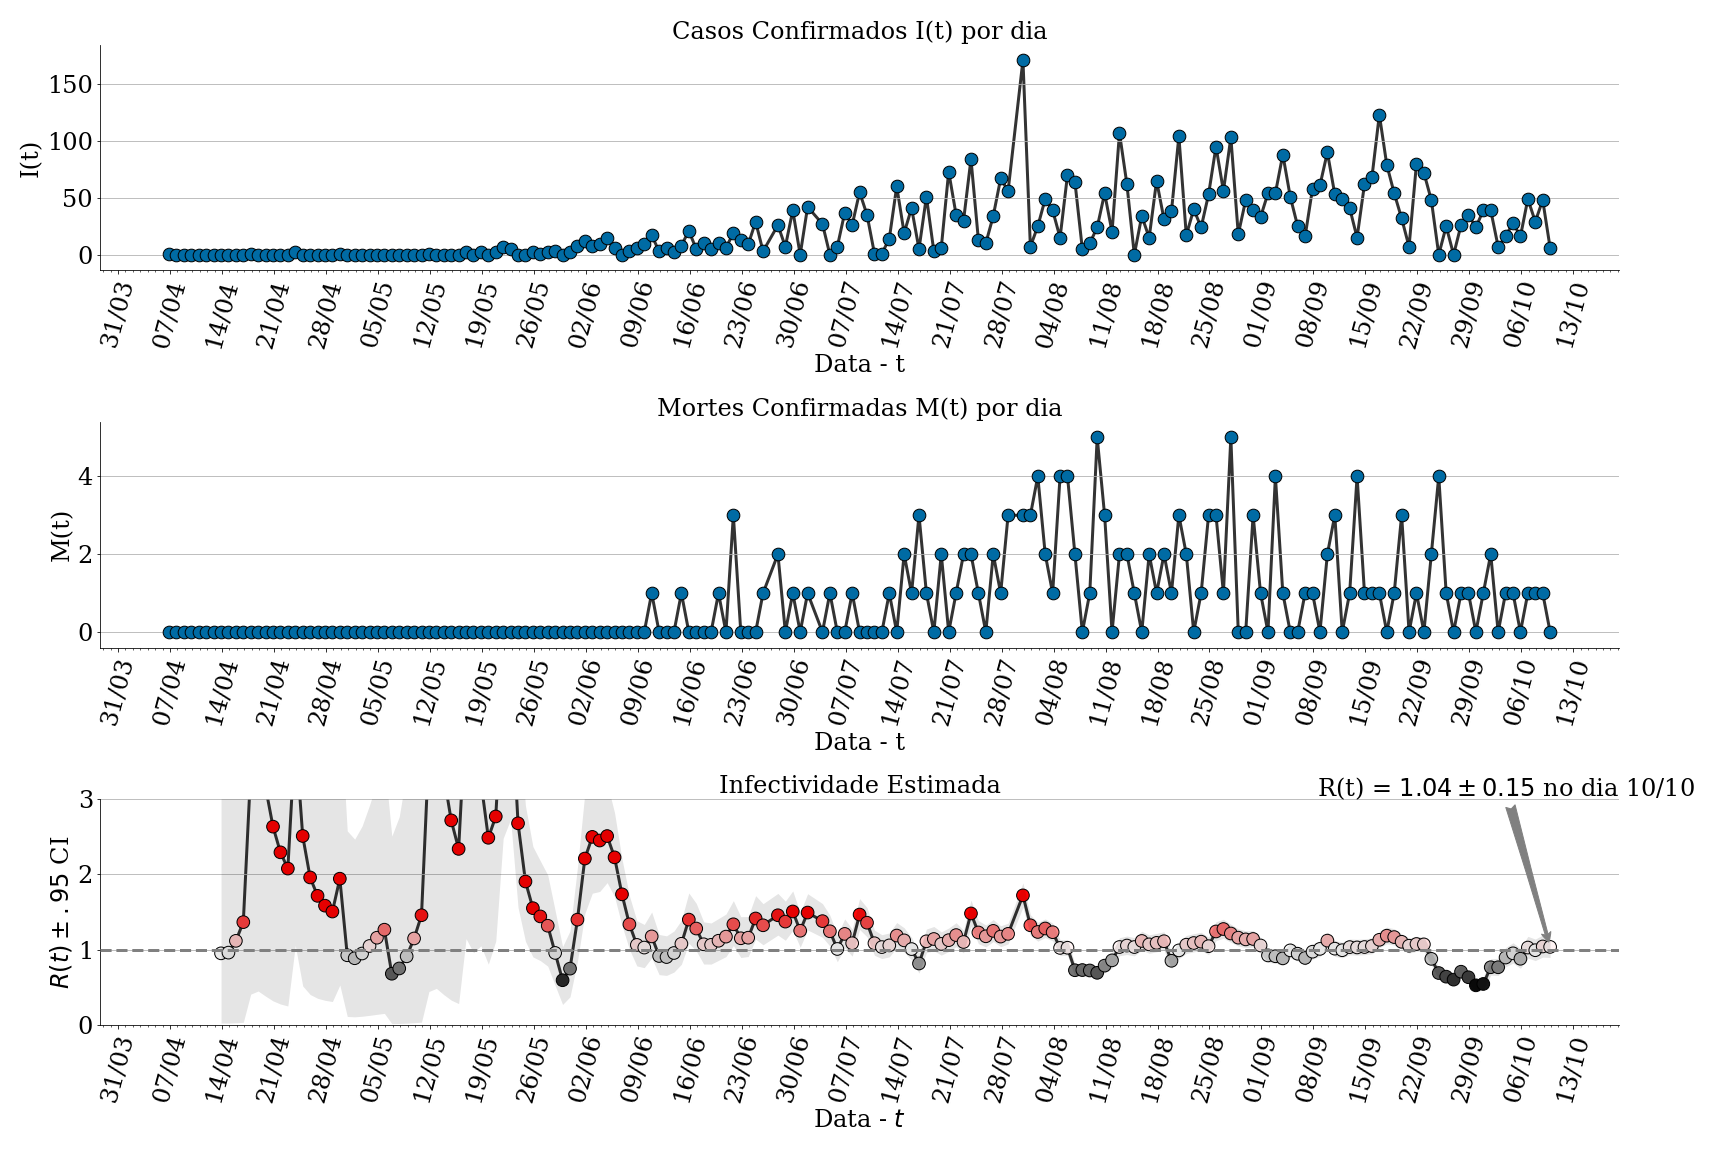 Casos Confirmados I(t) por dia
I(t)
150
100
50
0
31/03 07/04 14/04 21/04 28/04 05/05 12/05 19/05 26/05 02/06 09/06 16/06 23/06 30/06 07/07 14/07 21/07 28/07 04/08 11/08 18/08 25/08 01/09 08/09 15/09 22/09 29/09 06/10 13/10
Data - t
Mortes Confirmadas M(t) por dia
M(t)
4
2
0
31/03 07/04 14/04 21/04 28/04 05/05 12/05 19/05 26/05 02/06 09/06 16/06 23/06 30/06 07/07 14/07 21/07 28/07 04/08 11/08 18/08 25/08 01/09 08/09 15/09 22/09 29/09 06/10 13/10
Data - t
Infectividade Estimada
R(t) = 1.04 ± 0.15 no dia 10/10
R(t) ± .95 CI
3
2
1
0
31/03 07/04 14/04 21/04 28/04 05/05 12/05 19/05 26/05 02/06 09/06 16/06 23/06 30/06 07/07 14/07 21/07 28/07 04/08 11/08 18/08 25/08 01/09 08/09 15/09 22/09 29/09 06/10 13/10
Data - t